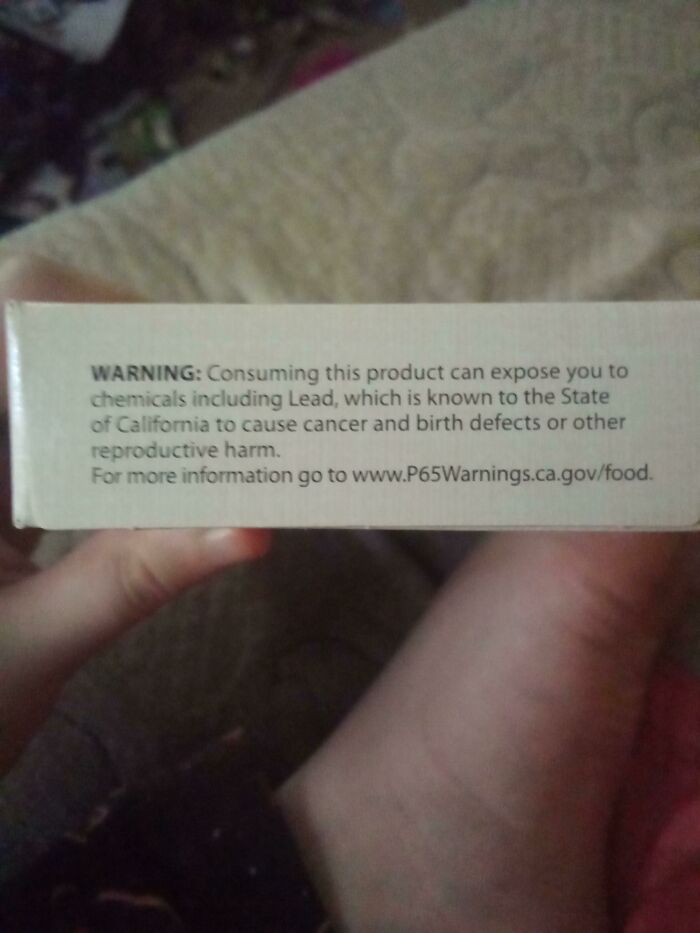 WARNING: Consuming this product can expose you to
chemicals including Lead, which is known to the State
of California to cause cancer and birth defects or other
reproductive harm.
For more information go to www.P65Warnings.ca.gov/food.